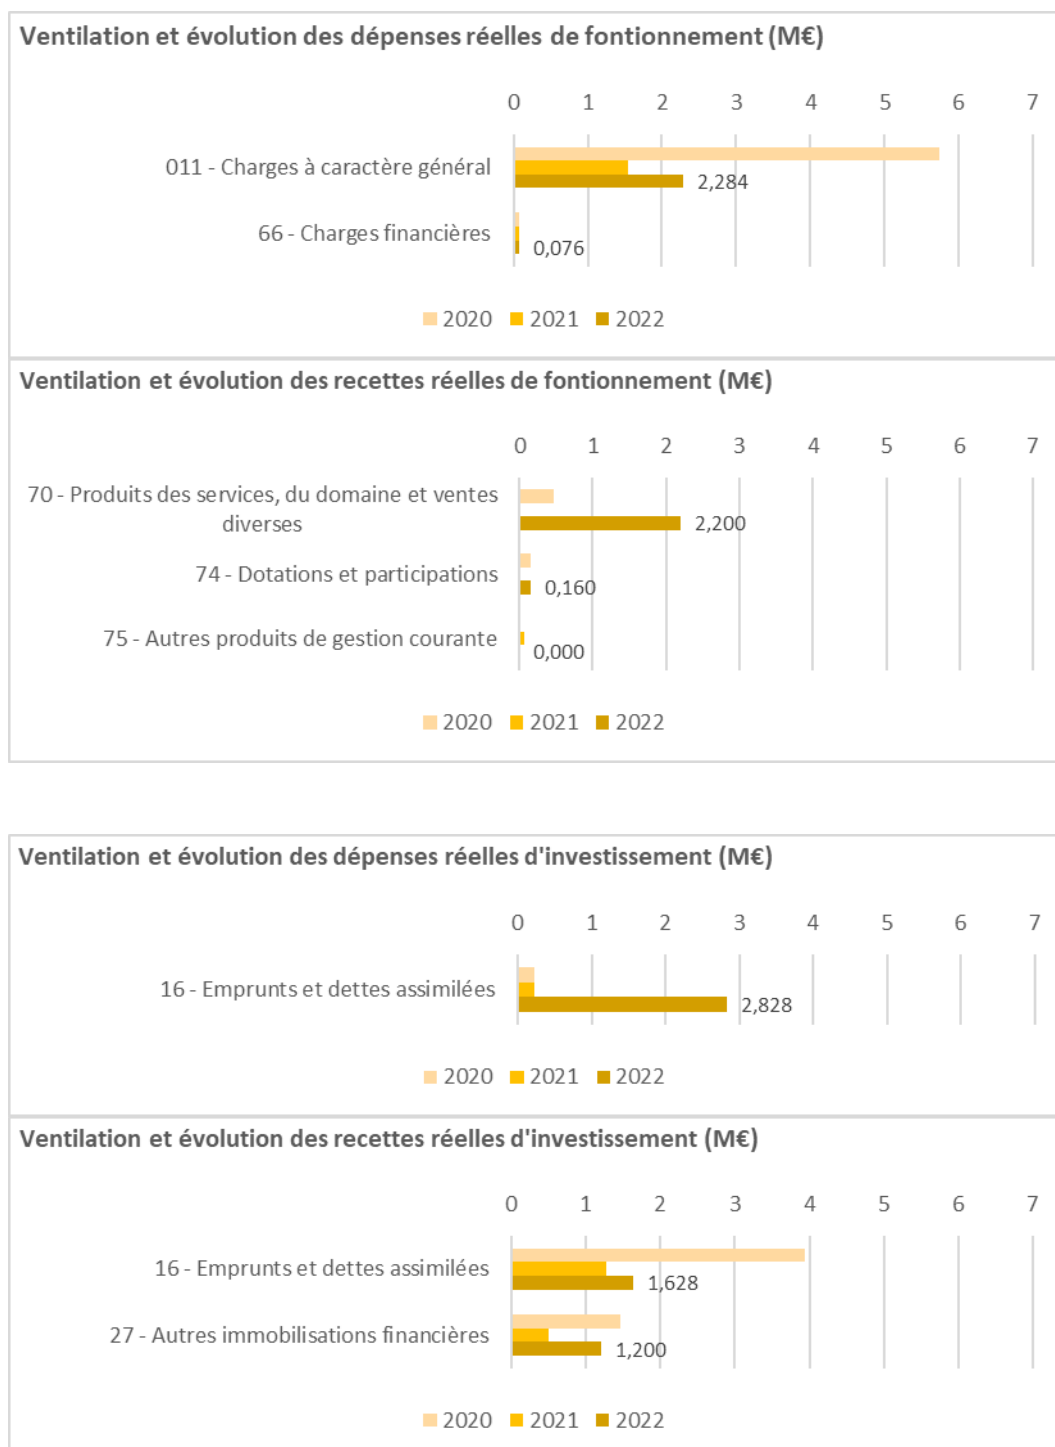 Ventilation et évolution des dépenses réelles de fontionnement (M€)
0 1 2 3 4 5 6 7
011 - Charges à caractère général
2,284
66 - Charges financières
0,076
2020 2021 2022
Ventilation et évolution des recettes réelles de fontionnement (M€)
0 1 2 3 4 5 6 7
70 - Produits des services, du domaine et ventes
diverses
2,200
74 - Dotations et participations
0,160
75 - Autres produits de gestion courante
0,000
2020 2021 2022
Ventilation et évolution des dépenses réelles d'investissement (M€)
0 1 2 3 4 5 6 7
16 - Emprunts et dettes assimilées
2,828
2020 2021 2022
Ventilation et évolution des recettes réelles d'investissement (M€)
0 1 2 3 4 5 6 7
16 - Emprunts et dettes assimilées
1,628
27 - Autres immobilisations financières
1,200
2020 2021 2022